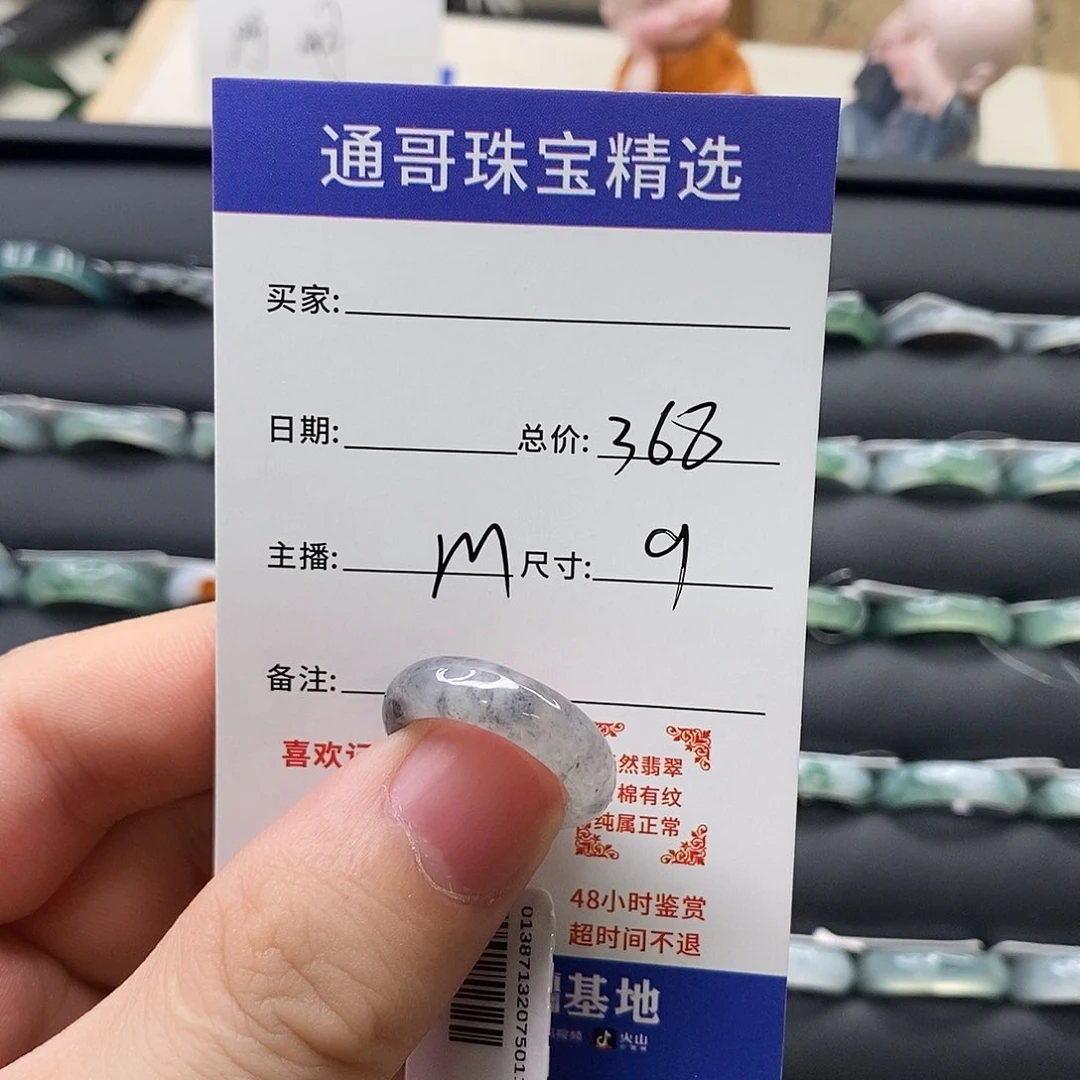 通哥珠宝精选
买家:
日期: 总价: 368
主播: M 尺寸: 9
备注:
喜欢
然翡翠
棉有纹
纯属正常
48小时鉴赏
超时间不退
基地
火山